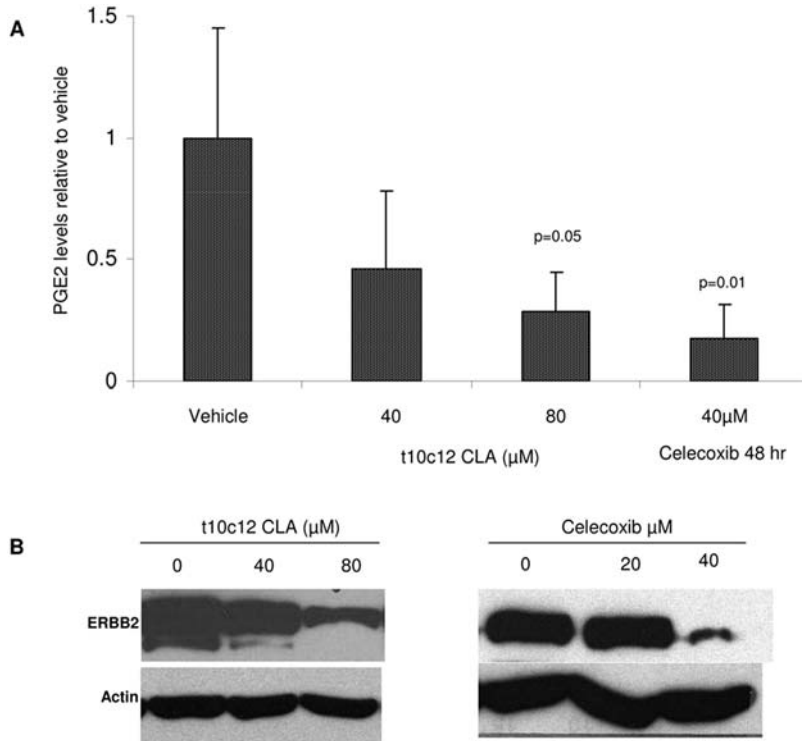 A
PGE2 levels relative to vehicle
1.5
1
0.5
0
p=0.05
p=0.01
Vehicle 40 80 40µM
t10c12 CLA (µM) Celecoxib 48 hr
B
t10c12 CLA (µM) Celecoxib µM
0 40 80 0 20 40
ERBB2
Actin